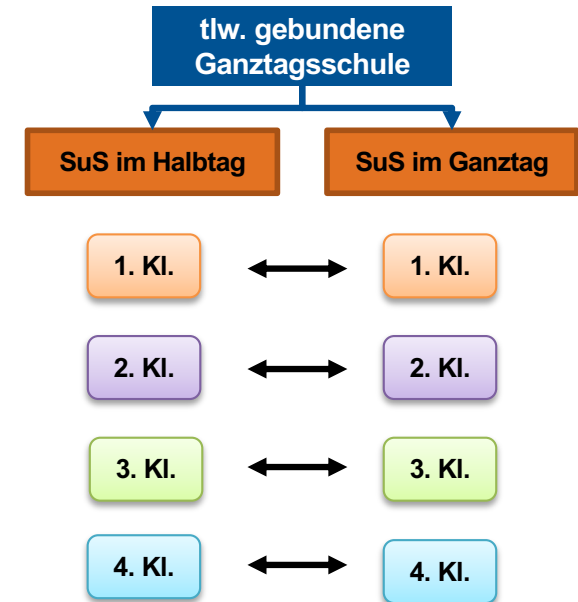 tlw. gebundene
Ganztagsschule
SuS im Halbtag
SuS im Ganztag
1. Kl.
1. Kl.
2. Kl.
2. Kl.
3. Kl.
3. Kl.
4. Kl.
4. Kl.